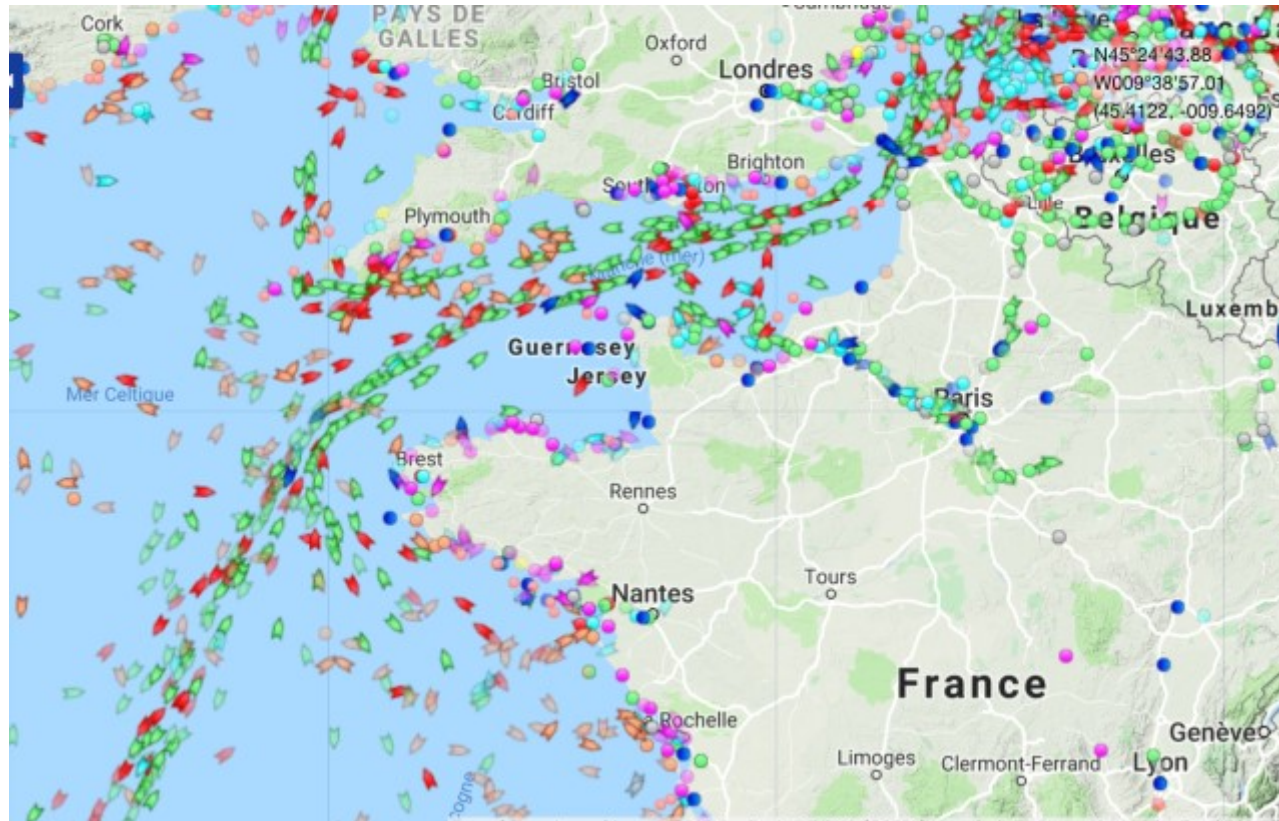 PAYS DE
GALLES
Cork
Oxford
Londres
Bristol
Cardiff
N45°24'43.88
W009°38'57.01
(45.4122, -009.6492)
Bruxelles
Brighton
Plymouth
Lille
Belgique
(mer)
Luxemb
Guernesey
Jersey
Mer Celtique
Paris
Brest
Rennes
Nantes
Tours
France
Rochelle
Genève
Limoges
Clermont-Ferrand
Lyon
ogne